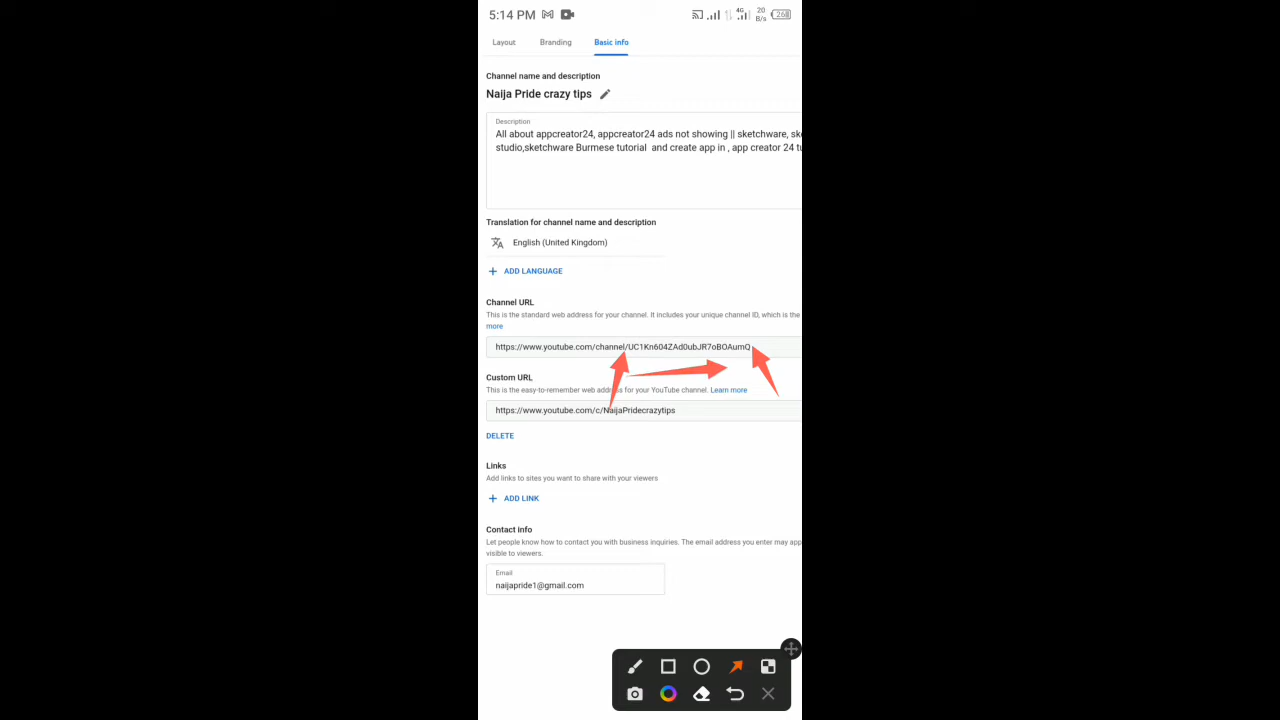 5:14 PM 4G 20 B/s 26
Layout Branding Basic info
Channel name and description
Naija Pride crazy tips
Description
All about appcreator24, appcreator24 ads not showing || sketchware, sk
studio,sketchware Burmese tutorial and create app in , app creator 24 tu
Translation for channel name and description
English (United Kingdom)
+ ADD LANGUAGE
Channel URL
This is the standard web address for your channel. It includes your unique channel ID, which is the
more
https://www.youtube.com/channel/UC1Kn604ZAd0ubJR7oBOAumQ
Custom URL
This is the easy-to-remember web address for your YouTube channel. Learn more
https://www.youtube.com/c/NaijaPridecrazytips
DELETE
Links
Add links to sites you want to share with your viewers
+ ADD LINK
Contact info
Let people know how to contact you with business inquiries. The email address you enter may app
visible to viewers.
Email
naijapride1@gmail.com